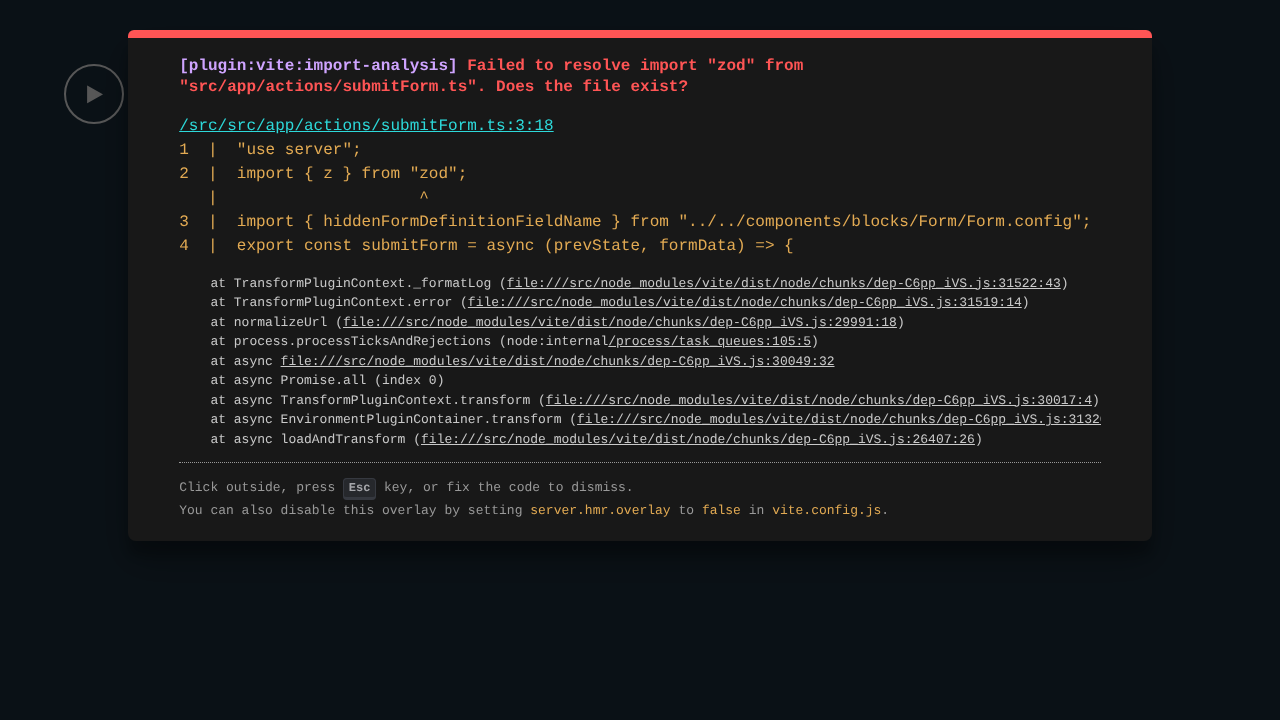 [plugin:vite:import-analysis] Failed to resolve import "zod" from
"src/app/actions/submitForm.ts". Does the file exist?
/src/src/app/actions/submitForm.ts:3:18
1  |  "use server";
2  |  import { z } from "zod";
   |                     ^
3  |  import { hiddenFormDefinitionFieldName } from "../../components/blocks/Form/Form.config";
4  |  export const submitForm = async (prevState, formData) => {
    at TransformPluginContext._formatLog (file:///src/node_modules/vite/dist/node/chunks/dep-C6pp_iVS.js:31522:43)
    at TransformPluginContext.error (file:///src/node_modules/vite/dist/node/chunks/dep-C6pp_iVS.js:31519:14)
    at normalizeUrl (file:///src/node_modules/vite/dist/node/chunks/dep-C6pp_iVS.js:29991:18)
    at process.processTicksAndRejections (node:internal/process/task_queues:105:5)
    at async file:///src/node_modules/vite/dist/node/chunks/dep-C6pp_iVS.js:30049:32
    at async Promise.all (index 0)
    at async TransformPluginContext.transform (file:///src/node_modules/vite/dist/node/chunks/dep-C6pp_iVS.js:30017:4)
    at async EnvironmentPluginContainer.transform (file:///src/node_modules/vite/dist/node/chunks/dep-C6pp_iVS.js:3132
    at async loadAndTransform (file:///src/node_modules/vite/dist/node/chunks/dep-C6pp_iVS.js:26407:26)
Click outside, press Esc key, or fix the code to dismiss.
You can also disable this overlay by setting server.hmr.overlay to false in vite.config.js.